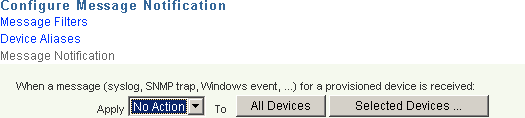 Configure Message Notification
Message Filters
Device Aliases
Message Notification
When a message (syslog, SNMP trap, Windows event, ...) for a provisioned device is received:
Apply No Action To All Devices Selected Devices ...